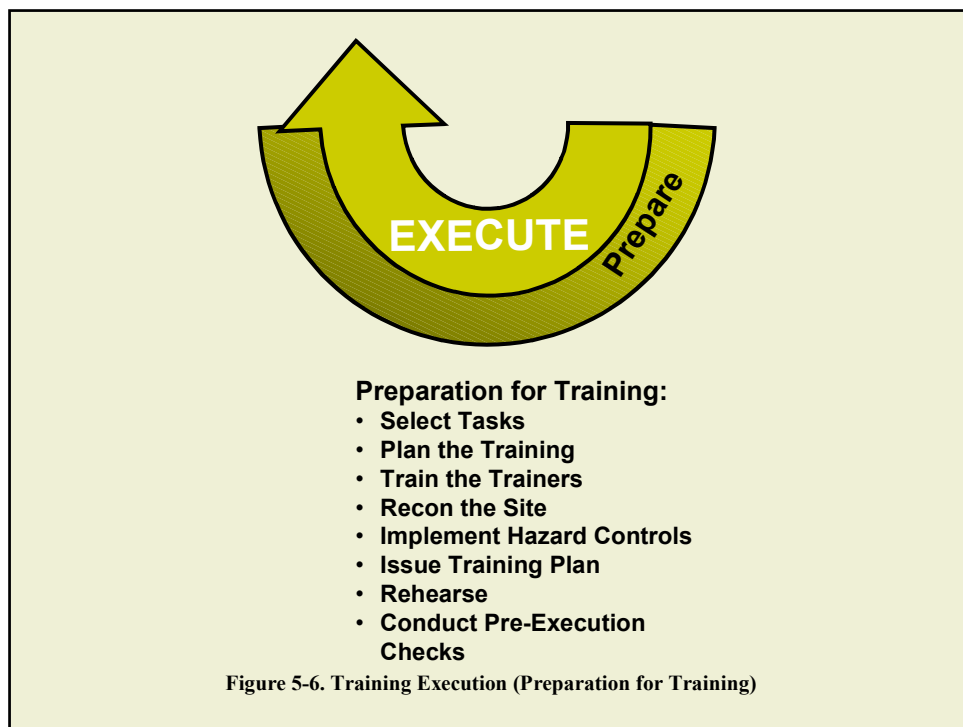 EXECUTE
Prepare
Preparation for Training:
• Select Tasks
• Plan the Training
• Train the Trainers
• Recon the Site
• Implement Hazard Controls
• Issue Training Plan
• Rehearse
• Conduct Pre-Execution
Checks
Figure 5-6. Training Execution (Preparation for Training)